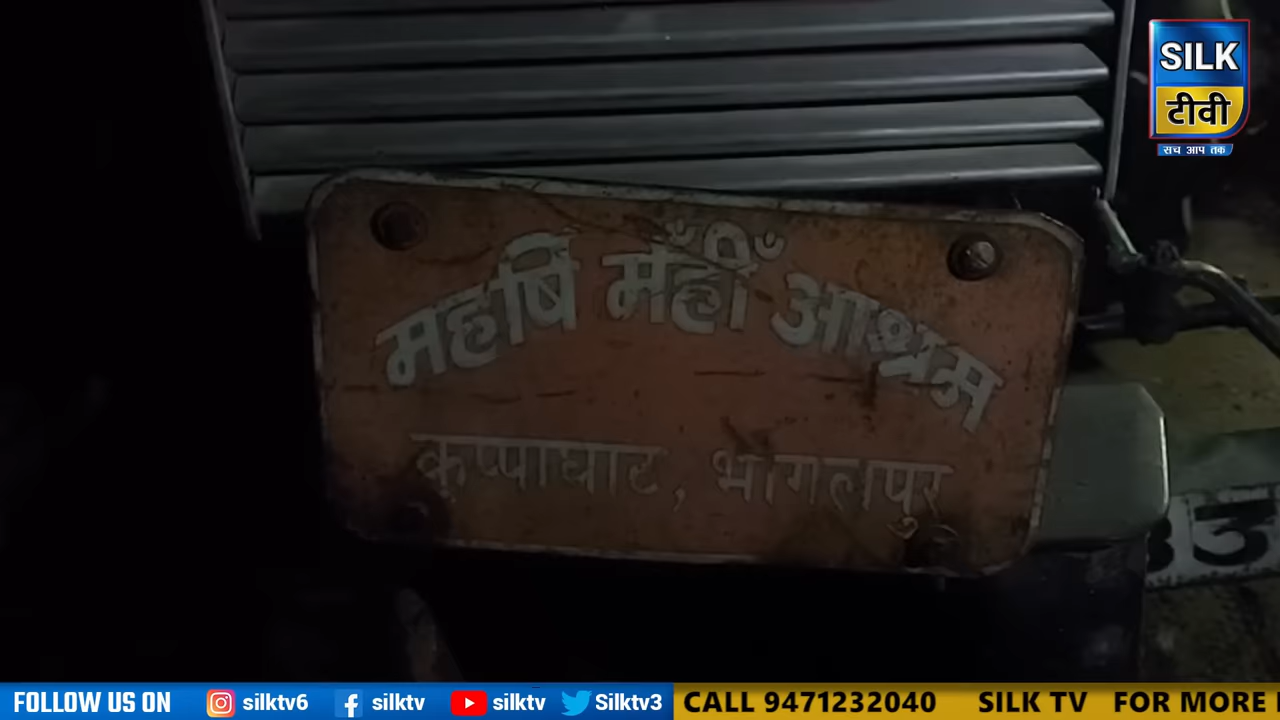 SILK
टीवी
सच आप तक
महर्षि मेँहीँ आश्रम
कुप्पाघाट, भागलपुर
3
FOLLOW US ON silktv6 silktv silktv Silktv3 CALL 9471232040 SILK TV FOR MORE